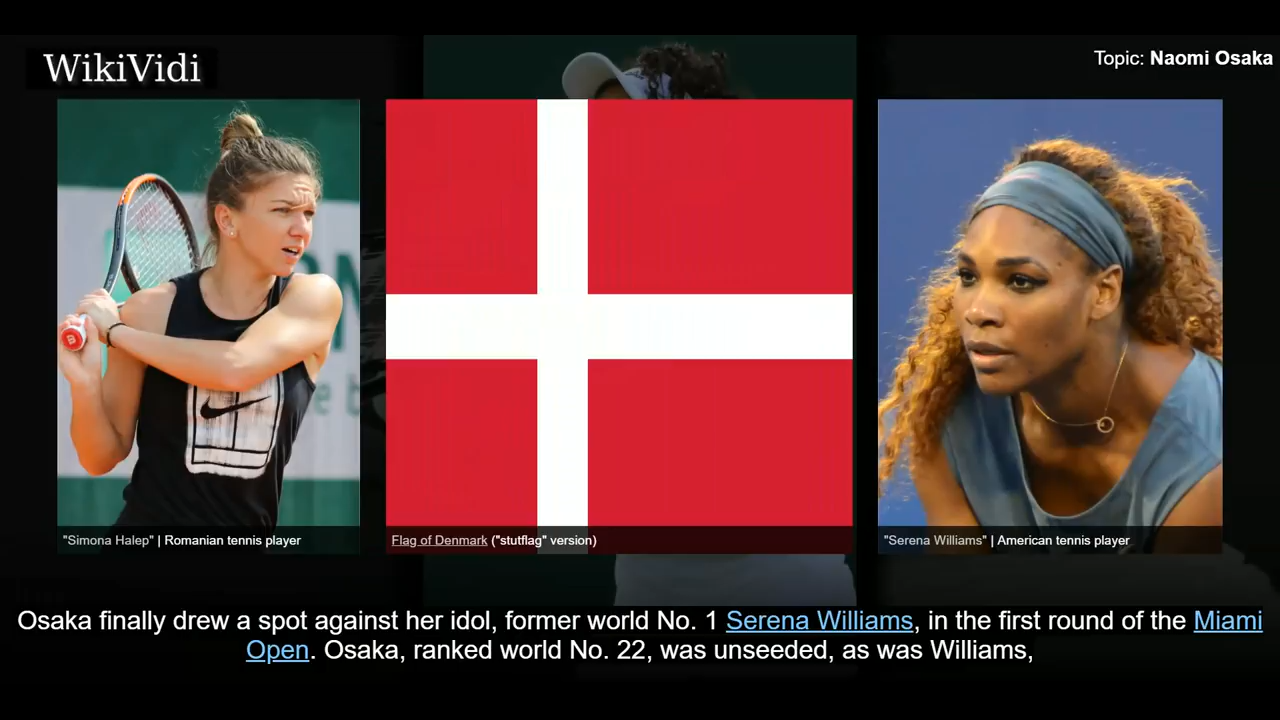 WikiVidi
Topic: Naomi Osaka
"Simona Halep" | Romanian tennis player
Flag of Denmark ("stutflag" version)
"Serena Williams" | American tennis player
Osaka finally drew a spot against her idol, former world No. 1 Serena Williams, in the first round of the Miami
Open. Osaka, ranked world No. 22, was unseeded, as was Williams,